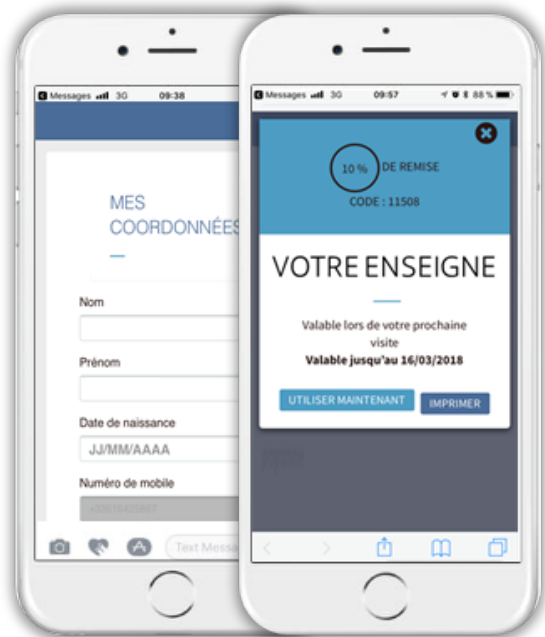 Messages 3G 09:38
MES
COORDONNÉES
Nom
Prénom
Date de naissance
JJ/MM/AAAA
Numéro de mobile
Text Messa
Messages 3G 09:57 88 %
10 % DE REMISE
CODE : 11508
VOTRE ENSEIGNE
Valable lors de votre prochaine
visite
Valable jusqu'au 16/03/2018
UTILISER MAINTENANT IMPRIMER